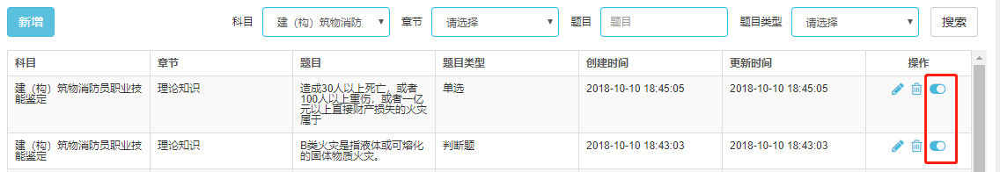 新增
科目
建（构）筑物消防
章节
请选择
题目
题目
题目类型
请选择
搜索
科目
章节
题目
题目类型
创建时间
更新时间
操作
建（构）筑物消防员职业技
能鉴定
理论知识
造成30人以上死亡，或者
100人以上重伤，或者一亿
元以上直接财产损失的火灾
属于
单选
2018-10-10 18:45:05
2018-10-10 18:45:05
建（构）筑物消防员职业技
能鉴定
理论知识
B类火灾是指液体或可熔化
的固体物质火灾。
判断题
2018-10-10 18:43:03
2018-10-10 18:43:03